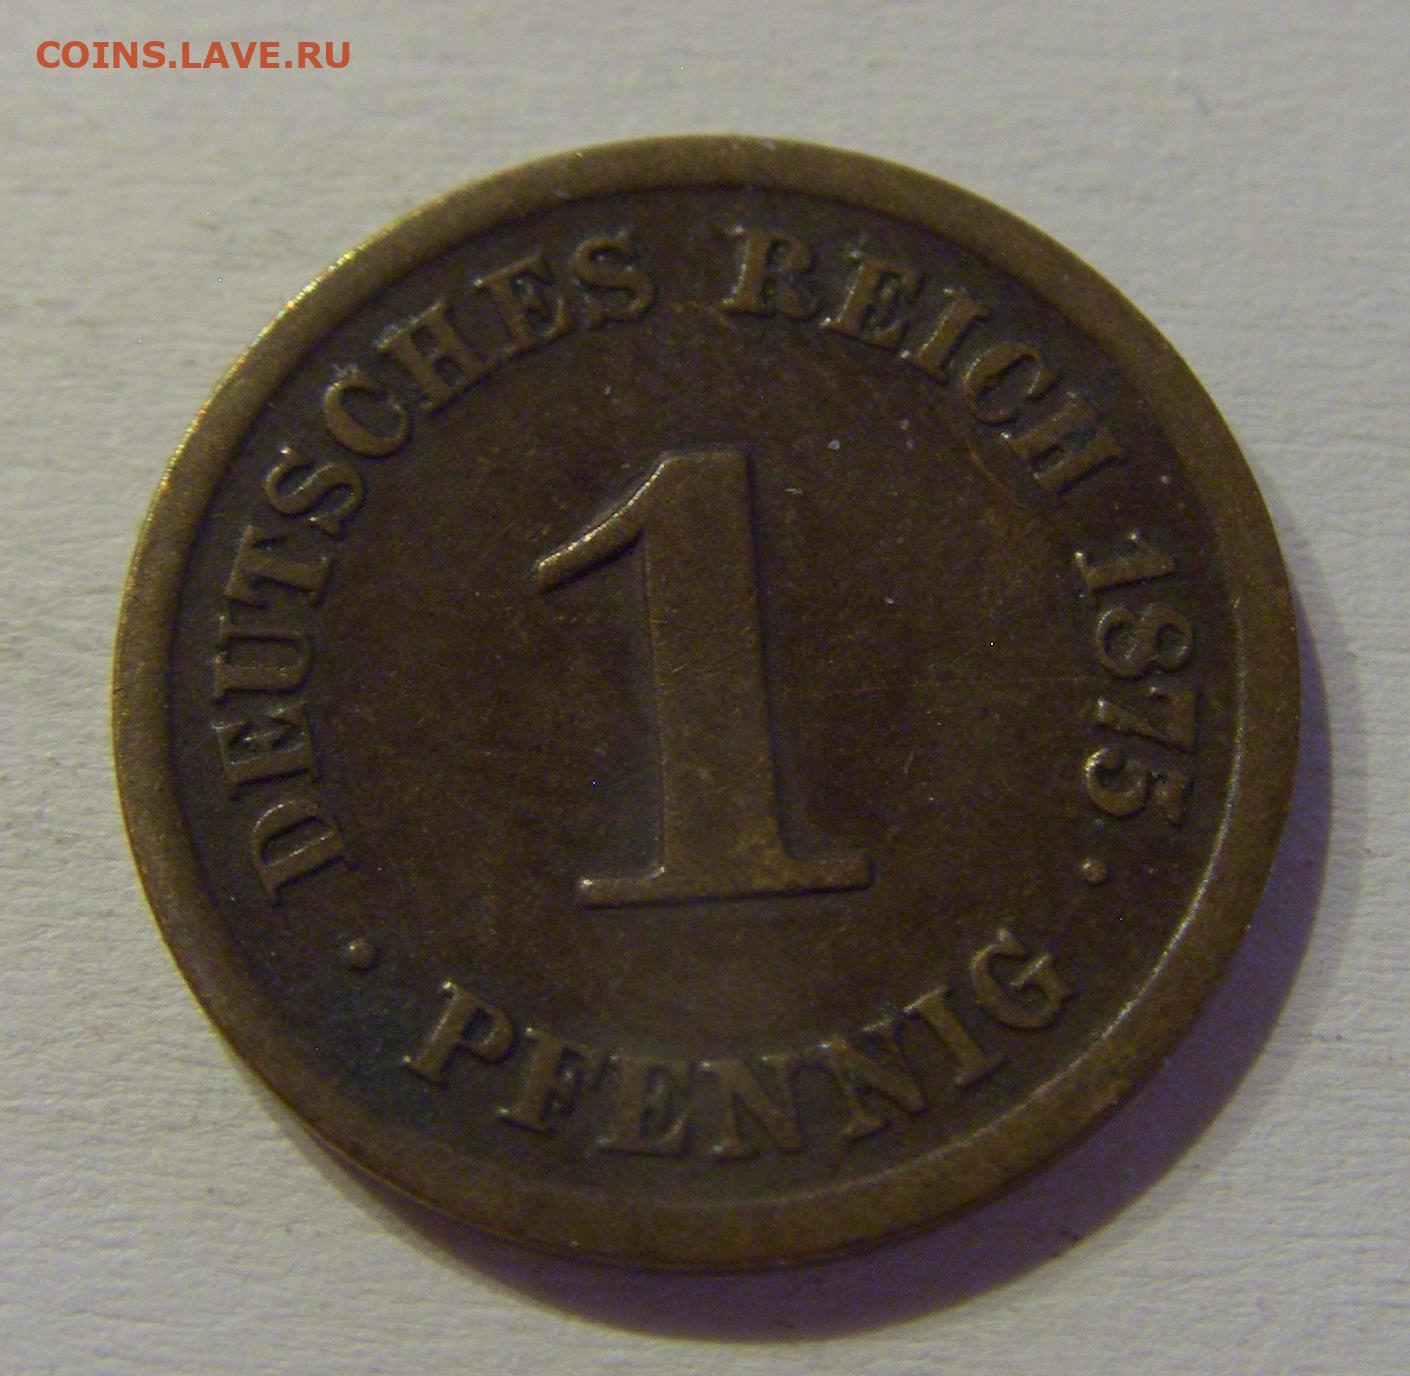 COINS.LAVE.RU
DEUTSCHES REICH 1875 •
1
• PFENNIG